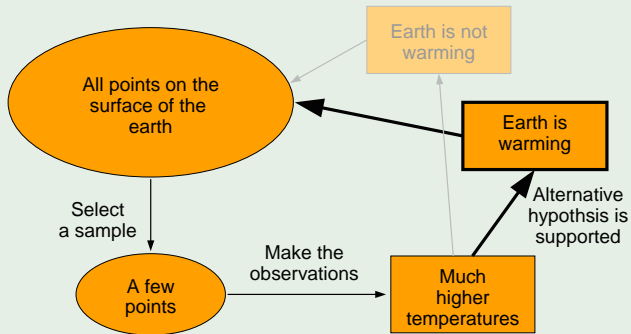 Earth is not
warming
All points on the
surface of the
earth
Earth is
warming
Select
a sample
Alternative
hypothsis is
supported
Make the
observations
A few
points
Much
higher
temperatures